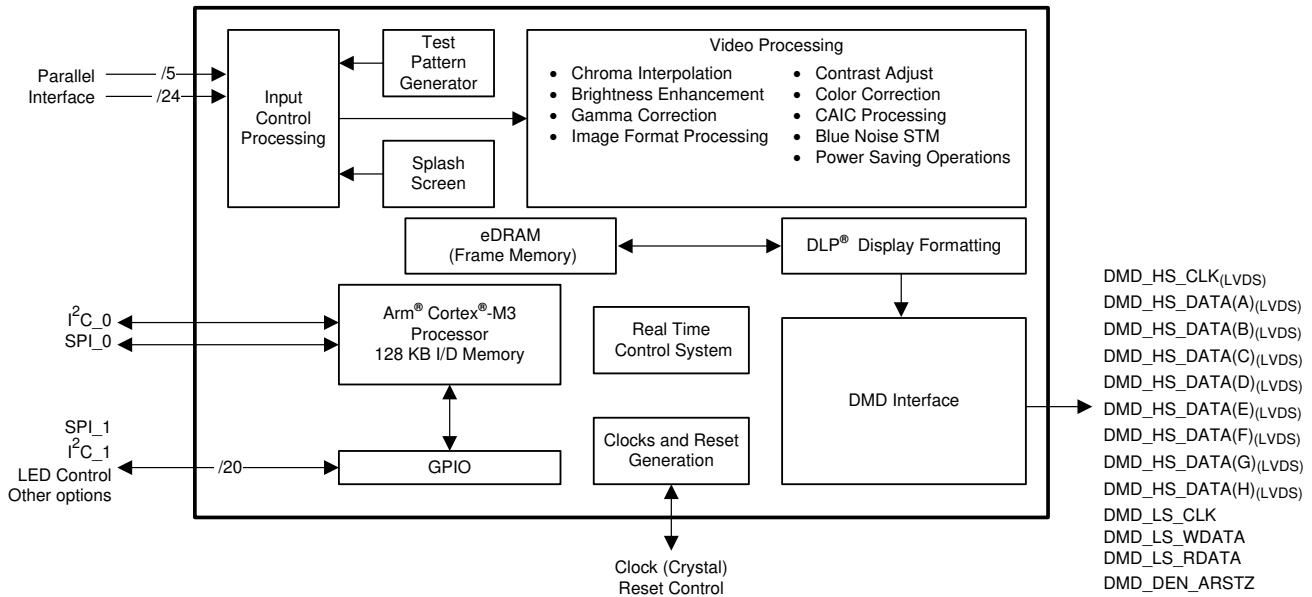 Parallel
Interface
/5
/24
Input
Control
Processing
Test
Pattern
Generator
Splash
Screen
Video Processing
• Chroma Interpolation
• Brightness Enhancement
• Gamma Correction
• Image Format Processing
• Contrast Adjust
• Color Correction
• CAIC Processing
• Blue Noise STM
• Power Saving Operations
eDRAM
(Frame Memory)
DLP® Display Formatting
I²C_0
SPI_0
Arm® Cortex®-M3
Processor
128 KB I/D Memory
Real Time
Control System
DMD Interface
SPI_1
I²C_1
LED Control
Other options
/20
GPIO
Clocks and Reset
Generation
Clock (Crystal)
Reset Control
DMD_HS_CLK(LVDS)
DMD_HS_DATA(A)(LVDS)
DMD_HS_DATA(B)(LVDS)
DMD_HS_DATA(C)(LVDS)
DMD_HS_DATA(D)(LVDS)
DMD_HS_DATA(E)(LVDS)
DMD_HS_DATA(F)(LVDS)
DMD_HS_DATA(G)(LVDS)
DMD_HS_DATA(H)(LVDS)
DMD_LS_CLK
DMD_LS_WDATA
DMD_LS_RDATA
DMD_DEN_ARSTZ